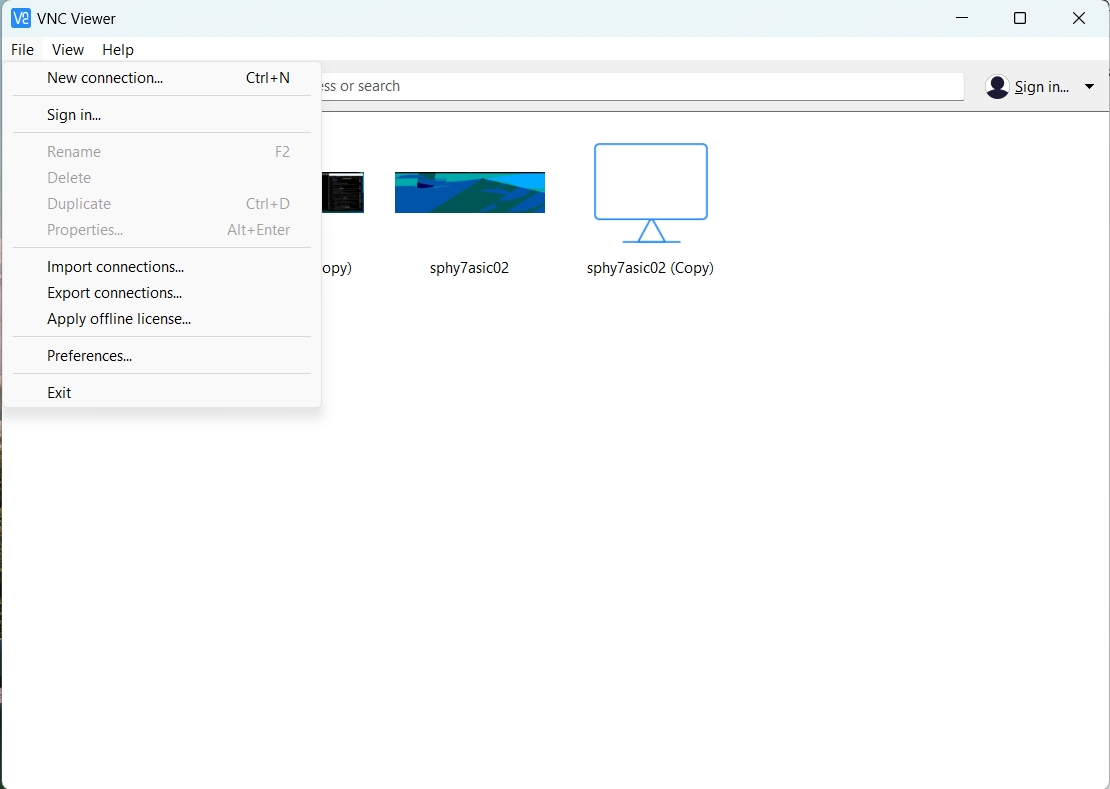 VNC Viewer
File View Help
New connection... Ctrl+N
or search
Sign in...
Sign in...
Rename F2
Delete
Duplicate Ctrl+D
Properties... Alt+Enter
Import connections...
Export connections...
Apply offline license...
Preferences...
Exit
opy)
sphy7asic02
sphy7asic02 (Copy)